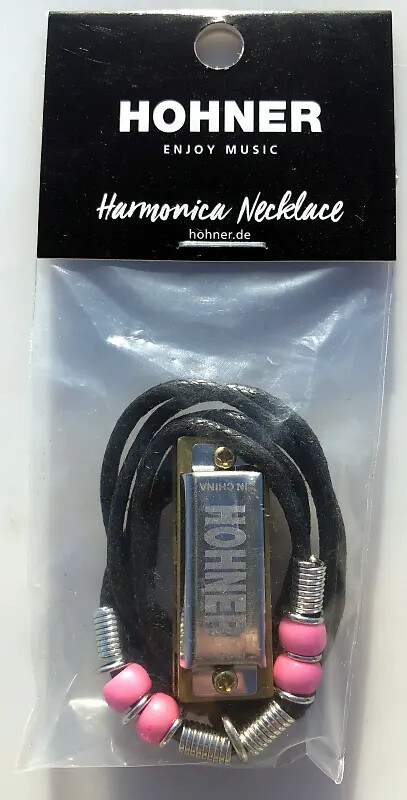 HOHNER
ENJOY MUSIC
Harmonica Necklace
hohner.de
IN CHINA
HOHNER